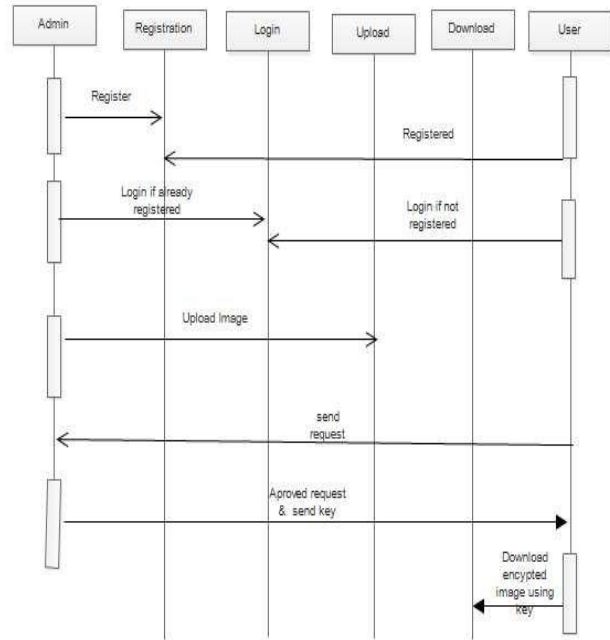 Admin
Registration
Login
Upload
Download
User
Register
Registered
Login if already
registered
Login if not
registered
Upload Image
send
request
Aproved request
& send key
Download
encypted
image using
key